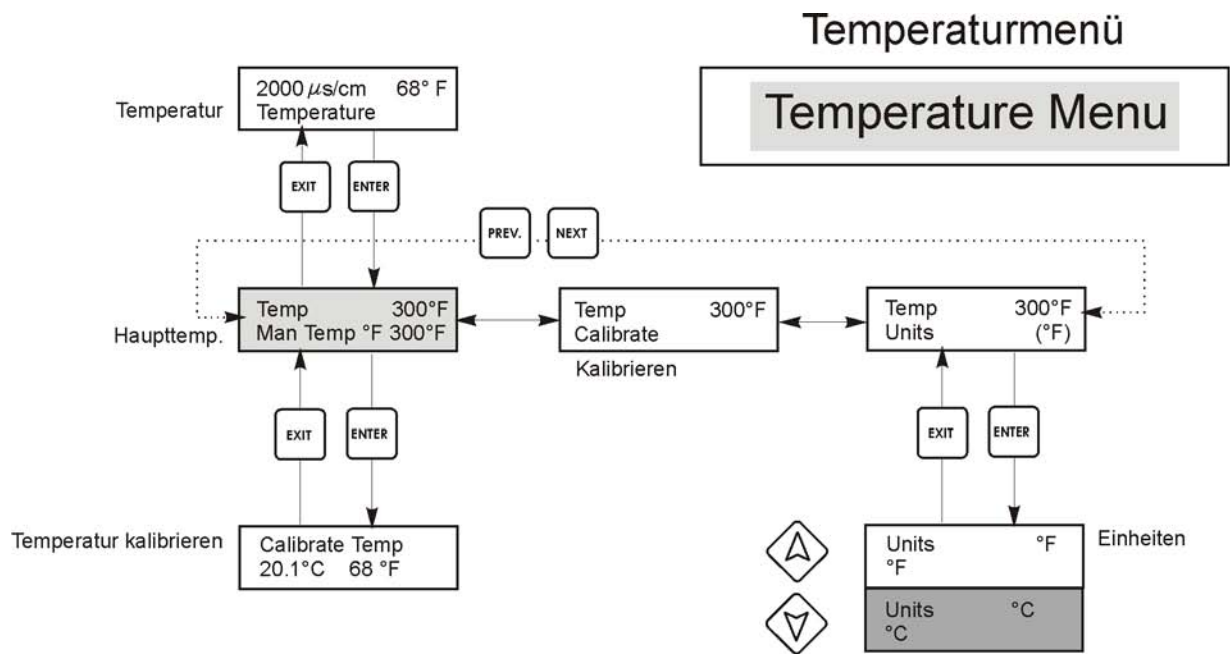 Temperaturmenü
Temperature Menu
Temperatur
2000 μs/cm 68° F
Temperature
EXIT
ENTER
PREV.
NEXT
Haupttemp.
Temp 300°F
Man Temp °F 300°F
Temp 300°F
Calibrate
Kalibrieren
Temp 300°F
Units (°F)
EXIT
ENTER
EXIT
ENTER
Temperatur kalibrieren
Calibrate Temp
20.1°C 68 °F
Units °F
°F
Einheiten
Units °C
°C